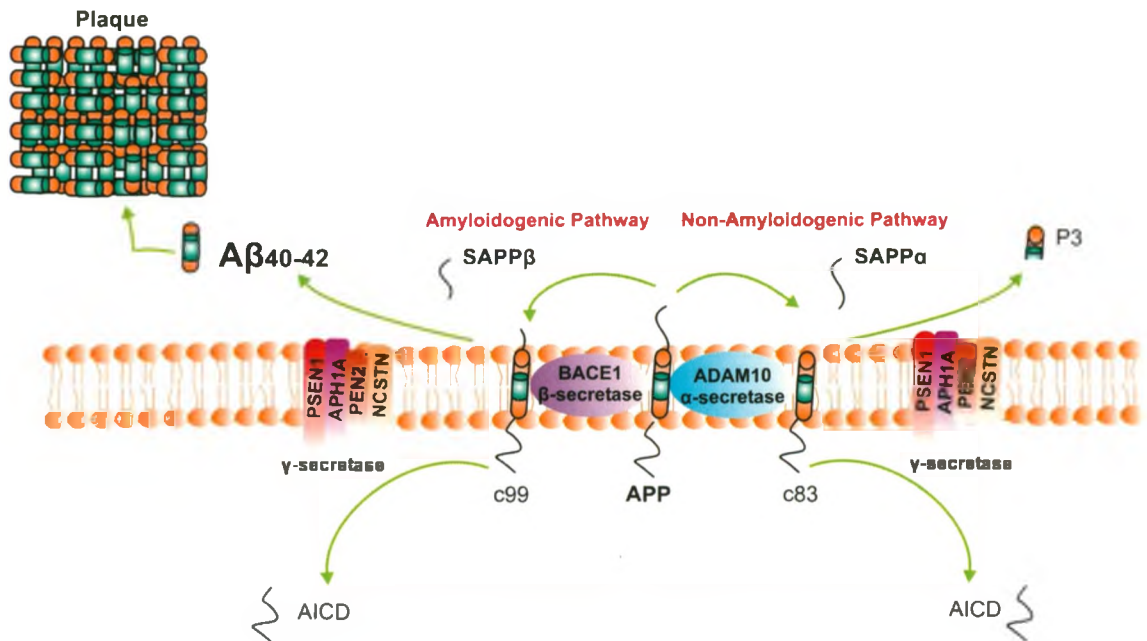 Plaque
Amyloidogenic Pathway
Non-Amyloidogenic Pathway
SAPPβ
SAPPα
P3
Aβ40-42
PSEN1
APH1A
PEN2
NCSTN
BACE1
β-secretase
ADAM10
α-secretase
PSEN1
APH1A
NCSTN
γ-secretase
γ-secretase
c99
APP
c83
AICD
AICD